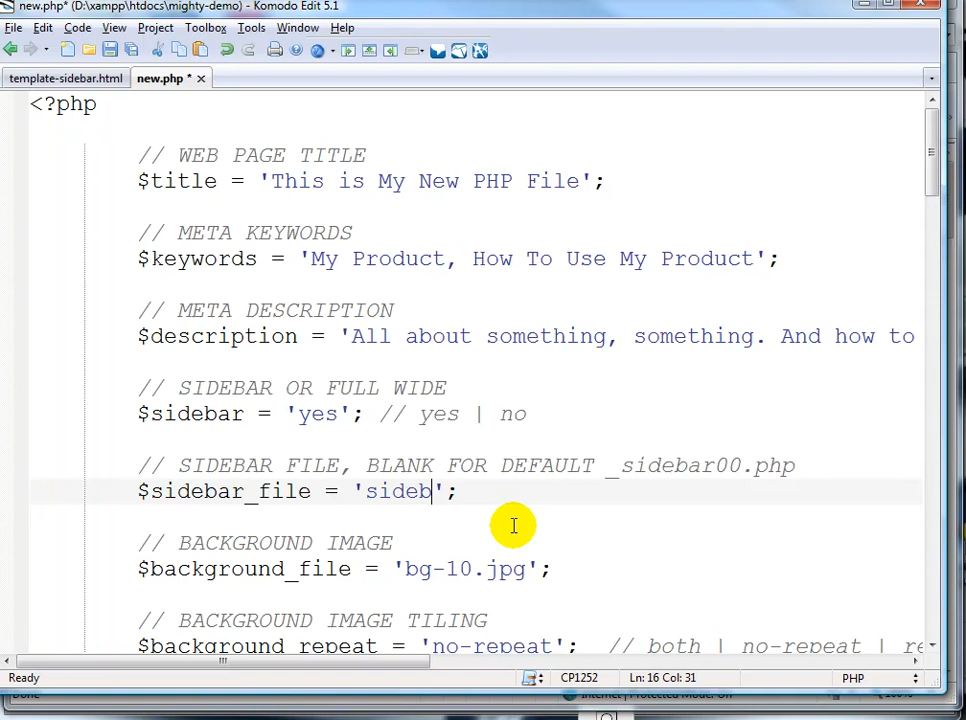 new.php* (D:\xampp\htdocs\mighty-demo) - Komodo Edit 5.1
File Edit Code View Project Toolbox Tools Window Help
template-sidebar.html new.php *
<?php
// WEB PAGE TITLE
$title = 'This is My New PHP File';
// META KEYWORDS
$keywords = 'My Product, How To Use My Product';
// META DESCRIPTION
$description = 'All about something, something. And how to
// SIDEBAR OR FULL WIDE
$sidebar = 'yes'; // yes | no
// SIDEBAR FILE, BLANK FOR DEFAULT _sidebar00.php
$sidebar_file = 'sideb';
// BACKGROUND IMAGE
$background_file = 'bg-10.jpg';
// BACKGROUND IMAGE TILING
$background_repeat = 'no-repeat'; // both | no-repeat | re
Ready CP1252 Ln: 16 Col: 31 PHP
Done Internet | Protected Mode: Off